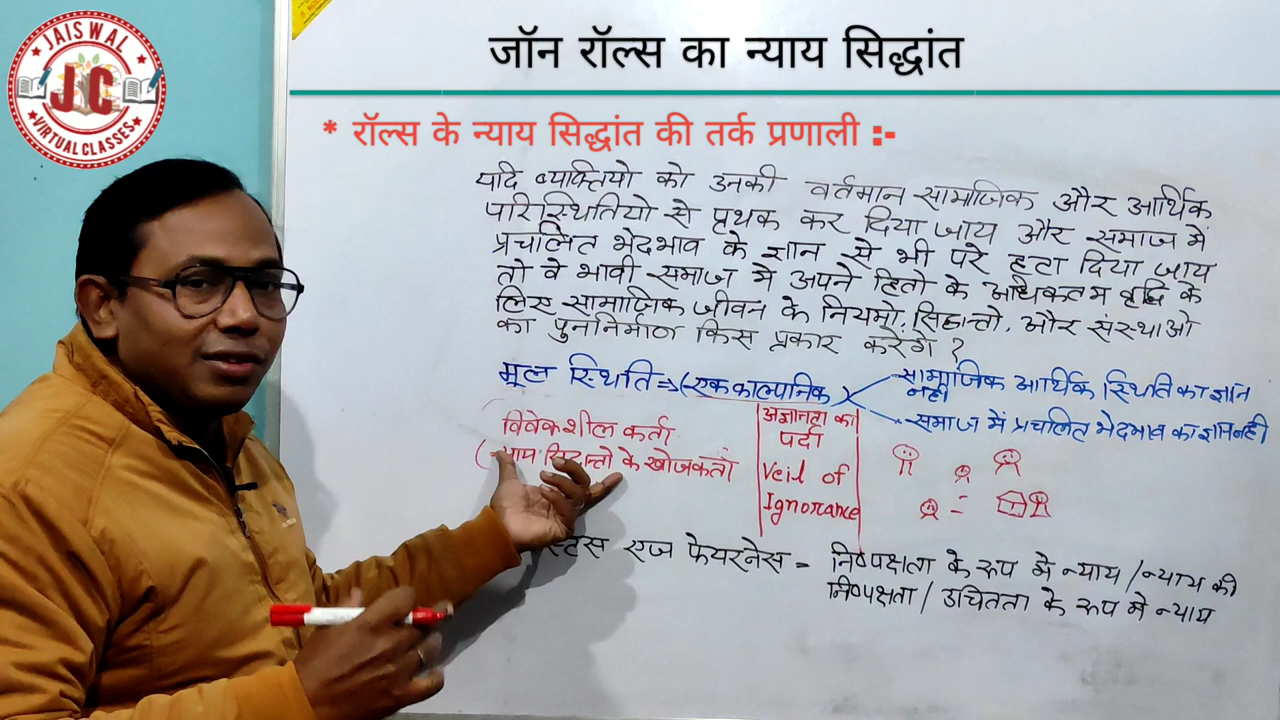 JAISWAL
JC
VIRTUAL CLASSES
जॉन रॉल्स का न्याय सिद्धांत
* रॉल्स के न्याय सिद्धांत की तर्क प्रणाली :-
यदि व्यक्तियो को उनकी वर्तमान सामाजिक और आर्थिक
परिस्थितियो से पृथक कर दिया जाय और समाज में
प्रचलित भेदभाव के ज्ञान से भी परे हटा दिया जाय
तो वे भावी समाज मे अपने हितो के अधिकतम वृद्धि के
लिए सामाजिक जीवन के नियमो, सिद्धान्तो, और संस्थाओ
का पुनर्निमाण किस प्रकार करेगे ?
मूल स्थिति ⇒ (-एक काल्पनिक)
सामाजिक आर्थिक स्थिति का ज्ञान
नही
समाज में प्रचलित भेदभाव का ज्ञान नही
विवेकशील कर्ता
(न्याय सिद्धान्तो के खोजकर्ता
अज्ञानता का
पर्दा
Veil of
Ignorance
एज फेयरनेस = निष्पक्षता के रूप मे न्याय / न्याय की
निष्पक्षता / उचितता के रूप मे न्याय